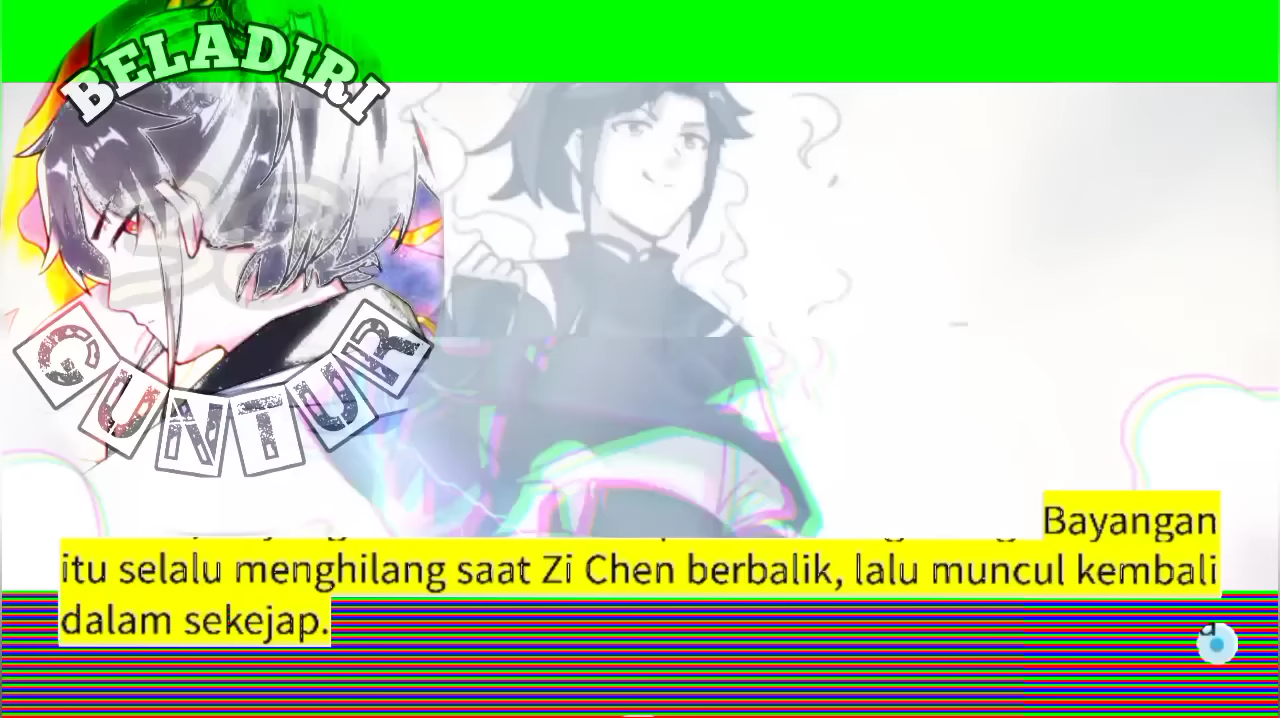 BELADIRI
GUNTUR
Bayangan
itu selalu menghilang saat Zi Chen berbalik, lalu muncul kembali
dalam sekejap.